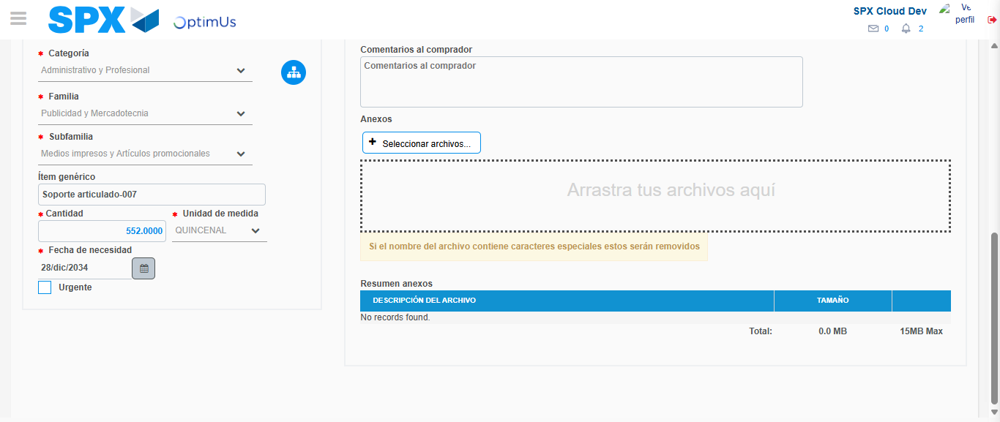 SPX
OptimUs
SPX Cloud Dev
0
2
Ve
perfil
* Categoría
Administrativo y Profesional
* Familia
Publicidad y Mercadotecnia
* Subfamilia
Medios impresos y Artículos promocionales
Ítem genérico
Soporte articulado-007
* Cantidad
* Unidad de medida
552.0000
QUINCENAL
* Fecha de necesidad
28/dic/2034
Urgente
Comentarios al comprador
Comentarios al comprador
Anexos
+ Seleccionar archivos...
Arrastra tus archivos aquí
Si el nombre del archivo contiene caracteres especiales estos serán removidos
Resumen anexos
DESCRIPCIÓN DEL ARCHIVO TAMAÑO
No records found.
Total: 0.0 MB 15MB Max